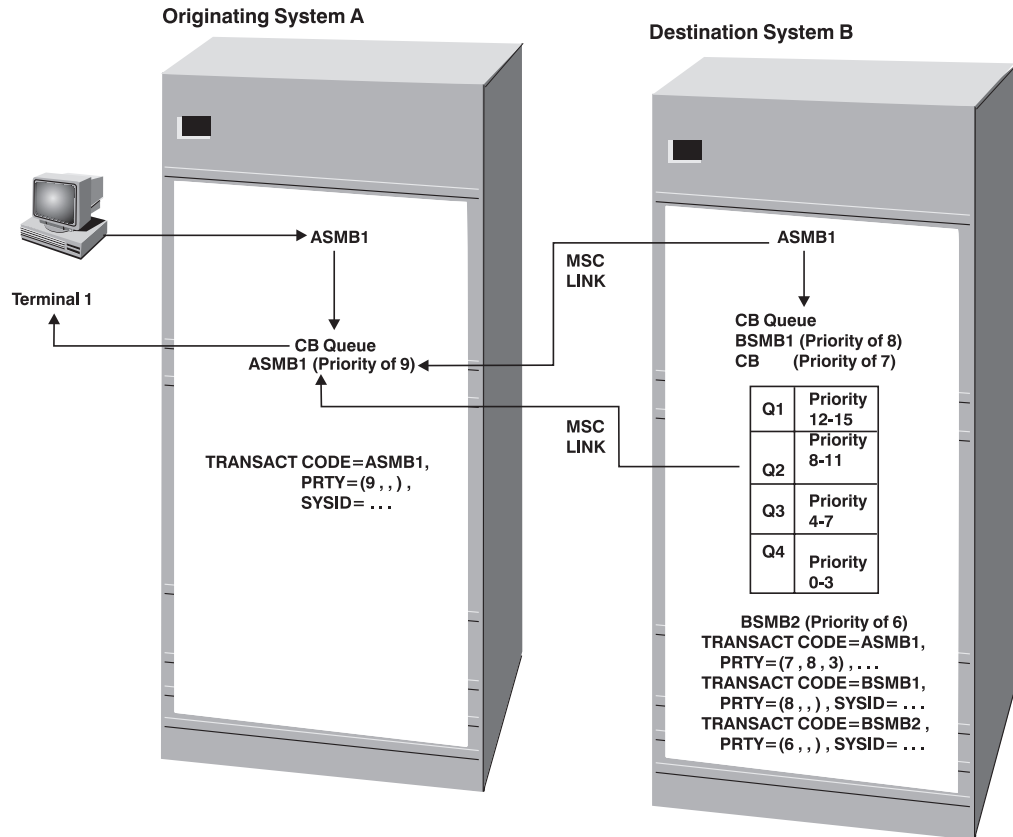 Originating System A
Destination System B
ASMB1
Terminal 1
CB Queue
ASMB1 (Priority of 9)
TRANSACT CODE=ASMB1,
PRTY=(9 , , ) ,
SYSID= . . .
MSC
LINK
MSC
LINK
ASMB1
CB Queue
BSMB1 (Priority of 8)
CB (Priority of 7)
Q1 Priority
12-15
Priority
8-11
Q2
Q3 Priority
4-7
Q4
Priority
0-3
BSMB2 (Priority of 6)
TRANSACT CODE=ASMB1,
PRTY=(7 , 8 , 3) , . . .
TRANSACT CODE=BSMB1,
PRTY=(8 , , ) , SYSID= . . .
TRANSACT CODE=BSMB2 ,
PRTY=(6 , , ) , SYSID= . . .